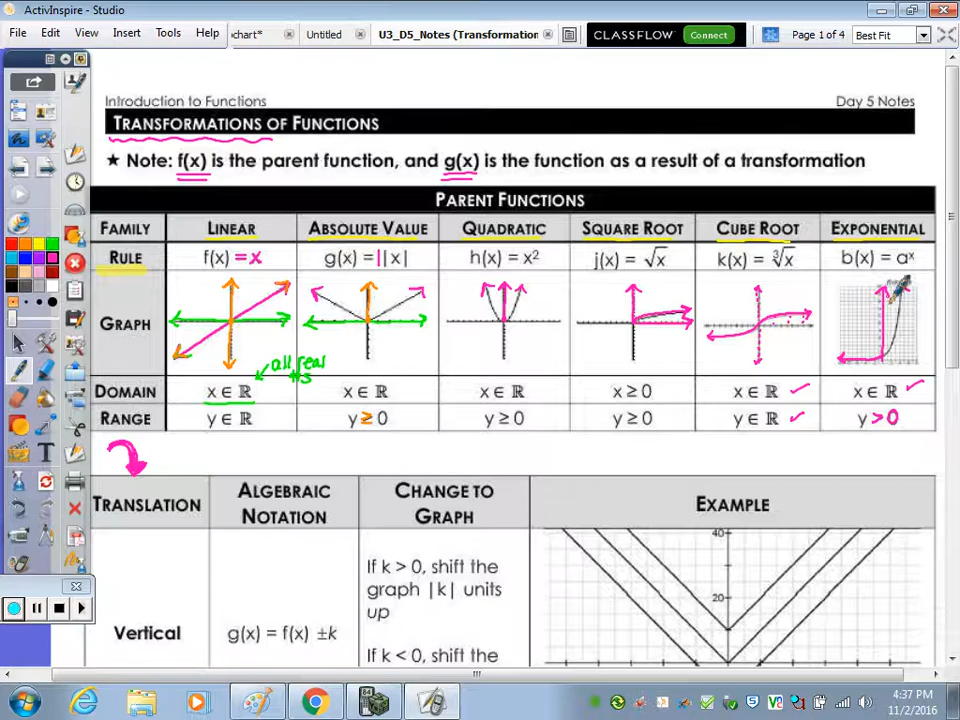 ActivInspire - Studio
File Edit View Insert Tools Help
chart* Untitled U3_D5_Notes (Transformation CLASSFLOW Connect Page 1 of 4 Best Fit
Introduction to Functions Day 5 Notes
TRANSFORMATIONS OF FUNCTIONS
★ Note: f(x) is the parent function, and g(x) is the function as a result of a transformation
PARENT FUNCTIONS
FAMILY LINEAR ABSOLUTE VALUE QUADRATIC SQUARE ROOT CUBE ROOT EXPONENTIAL
RULE f(x) = x g(x) = |x| h(x) = x² j(x) = √x k(x) = ∛x b(x) = aˣ
GRAPH
all real
#s
DOMAIN x ∈ ℝ x ∈ ℝ x ∈ ℝ x ≥ 0 x ∈ ℝ x ∈ ℝ
RANGE y ∈ ℝ y ≥ 0 y ≥ 0 y ≥ 0 y ∈ ℝ y > 0
TRANSLATION ALGEBRAIC NOTATION CHANGE TO GRAPH EXAMPLE
Vertical g(x) = f(x) ±k
If k > 0, shift the
graph |k| units
up
If k < 0, shift the
40
20
4:37 PM
11/2/2016